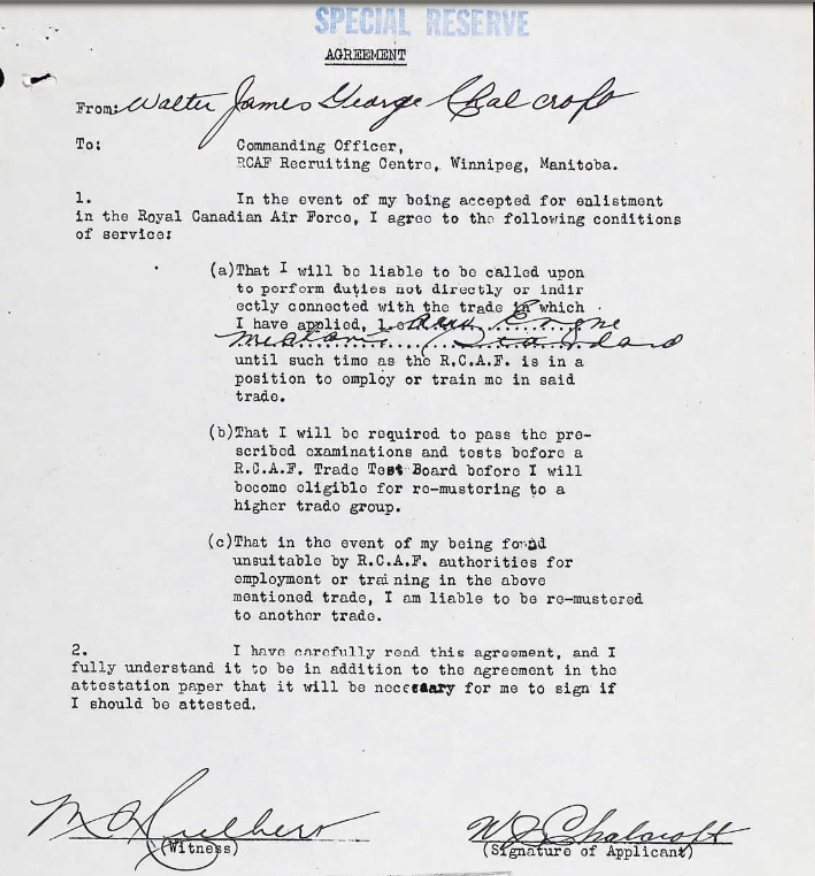 SPECIAL RESERVE
AGREEMENT
From: Walter James George Chalcroft
To: Commanding Officer,
RCAF Recruiting Centre, Winnipeg, Manitoba.
1. In the event of my being accepted for enlistment
in the Royal Canadian Air Force, I agree to the following conditions
of service:
(a)That I will be liable to be called upon
to perform duties not directly or indir
ectly connected with the trade in which
I have applied, i.e. Aero Engine
Mechanic Standard
until such time as the R.C.A.F. is in a
position to employ or train me in said
trade.
(b)That I will be required to pass the pre-
scribed examinations and tests before a
R.C.A.F. Trade Test Board before I will
become eligible for re-mustering to a
higher trade group.
(c)That in the event of my being found
unsuitable by R.C.A.F. authorities for
employment or training in the above
mentioned trade, I am liable to be re-mustered
to another trade.
2. I have carefully read this agreement, and I
fully understand it to be in addition to the agreement in the
attestation paper that it will be necessary for me to sign if
I should be attested.
W J Chalcroft
(Witness) (Signature of Applicant)